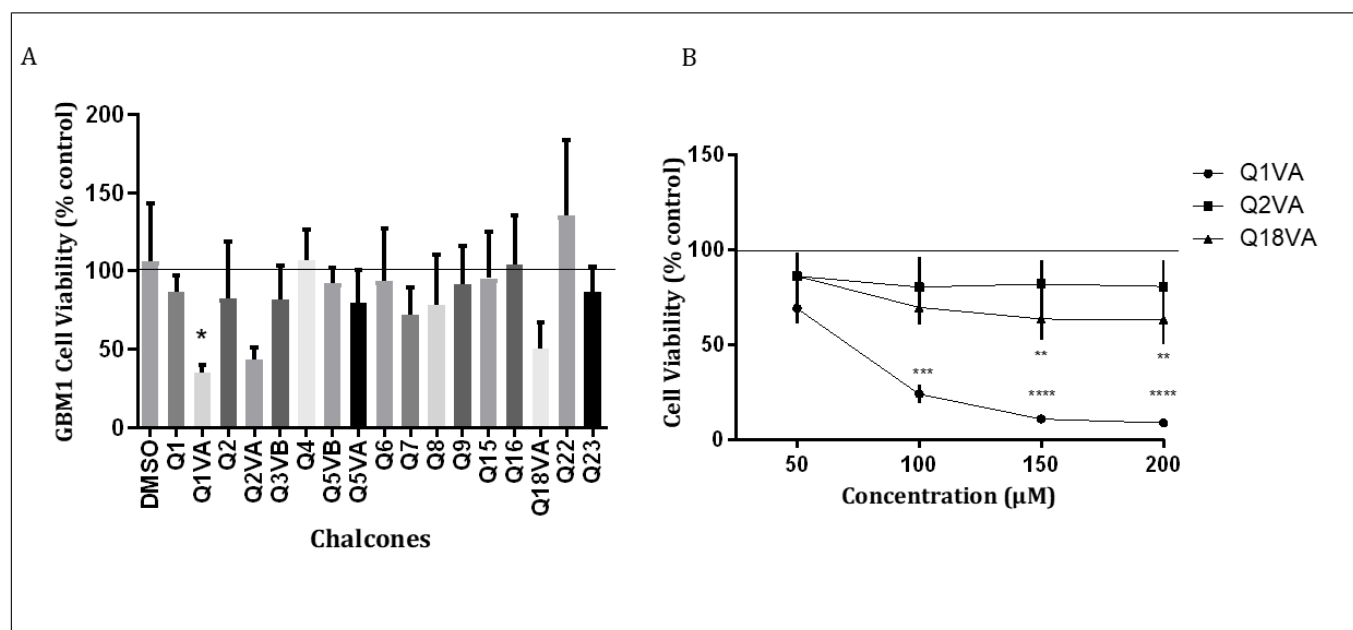 A
GBM1 Cell Viability (% control)
200
150
100
50
0
*
DMSO
Q1
Q1VA
Q2
Q2VA
Q3VB
Q4
Q5VB
Q5VA
Q6
Q7
Q8
Q9
Q15
Q16
Q18VA
Q22
Q23
Chalcones
B
Cell Viability (% control)
150
100
50
0
***
**
****
**
****
50 100 150 200
Concentration (µM)
Q1VA
Q2VA
Q18VA